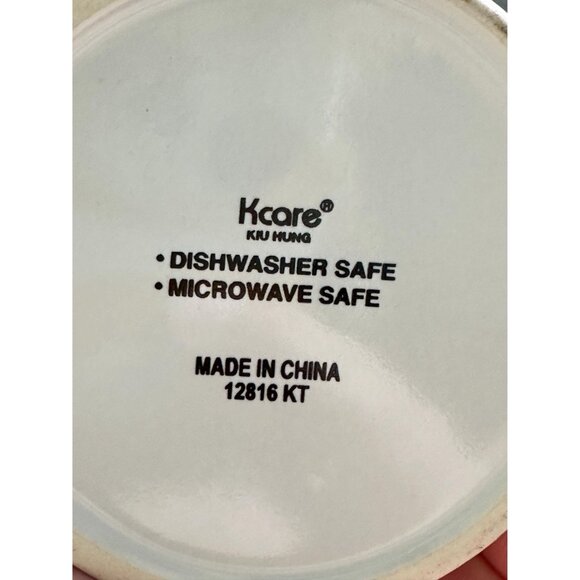 Kcare®
KIU HUNG
• DISHWASHER SAFE
• MICROWAVE SAFE
MADE IN CHINA
12816 KT